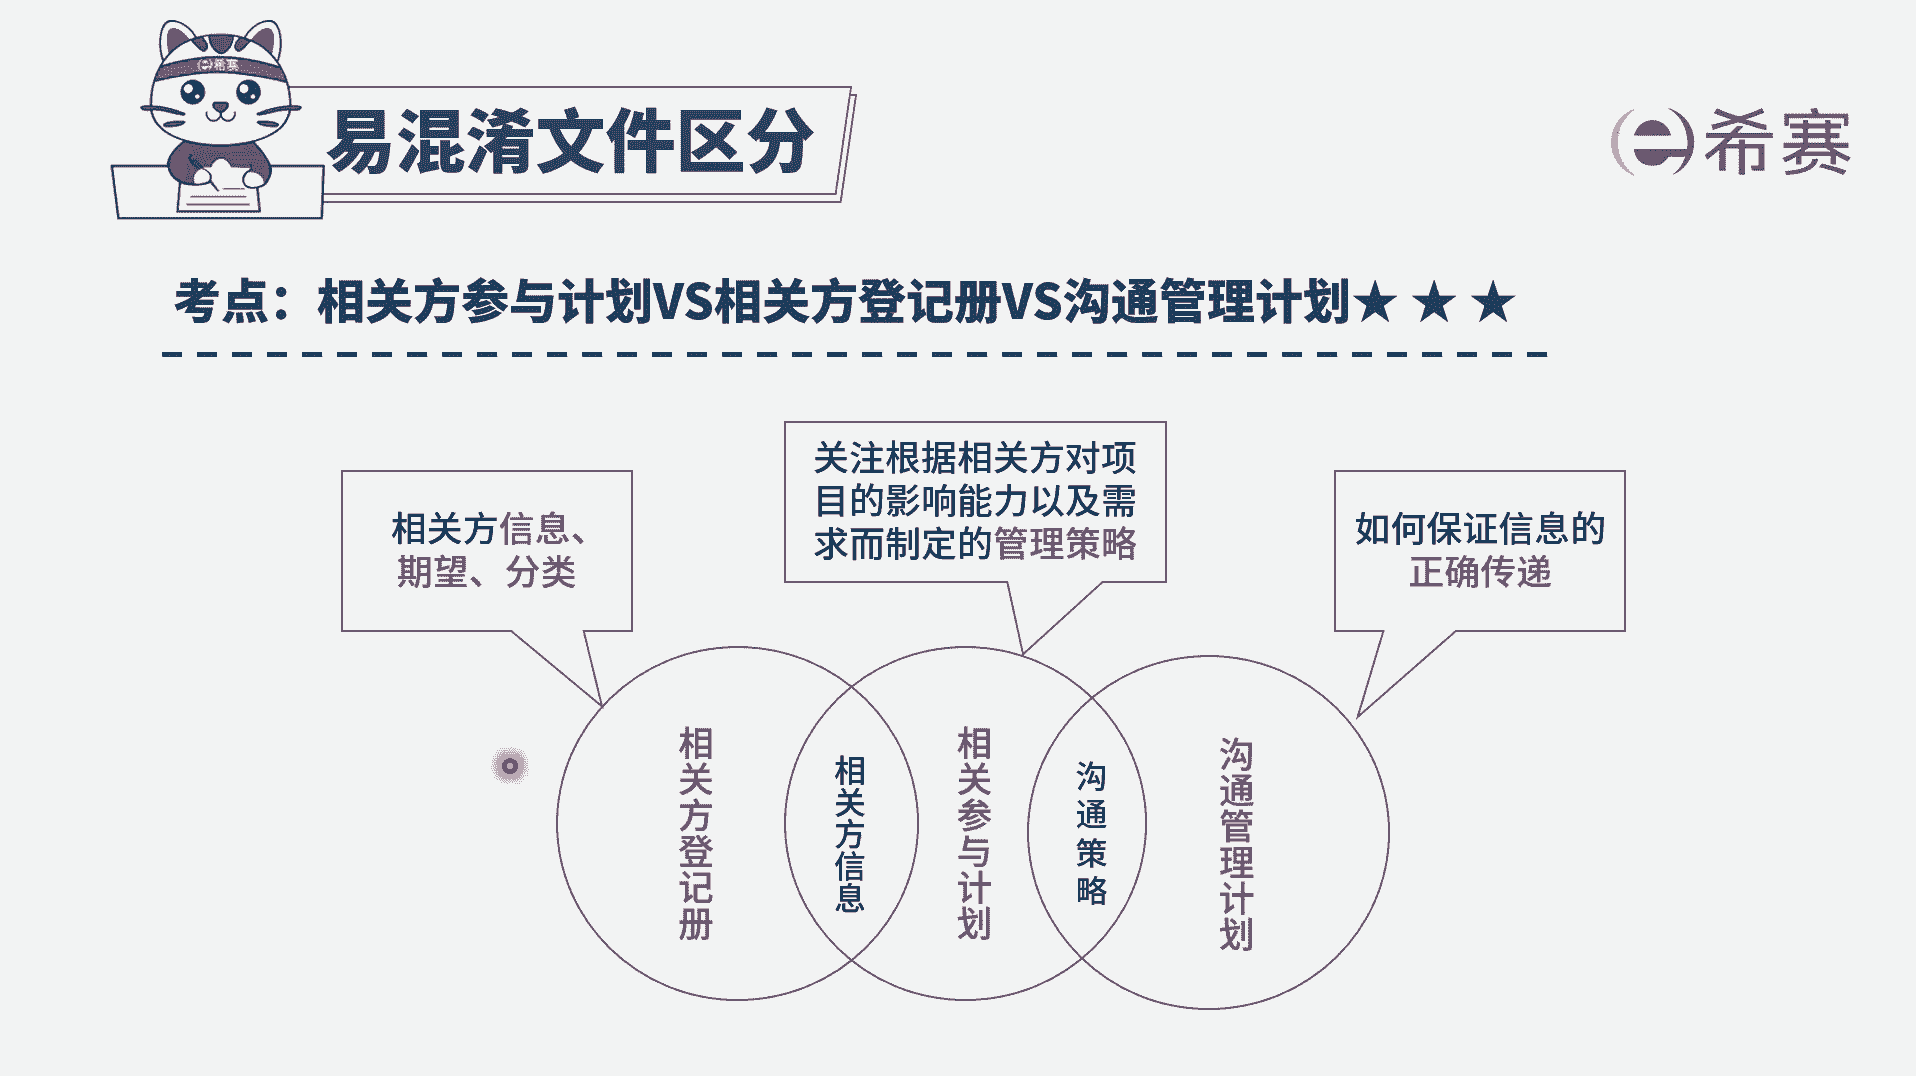 希赛
易混淆文件区分
希赛
考点：相关方参与计划VS相关方登记册VS沟通管理计划★ ★ ★
相关方信息、
期望、分类
关注根据相关方对项
目的影响能力以及需
求而制定的管理策略
如何保证信息的
正确传递
相关方登记册
相关方信息
相关参与计划
沟通策略
沟通管理计划